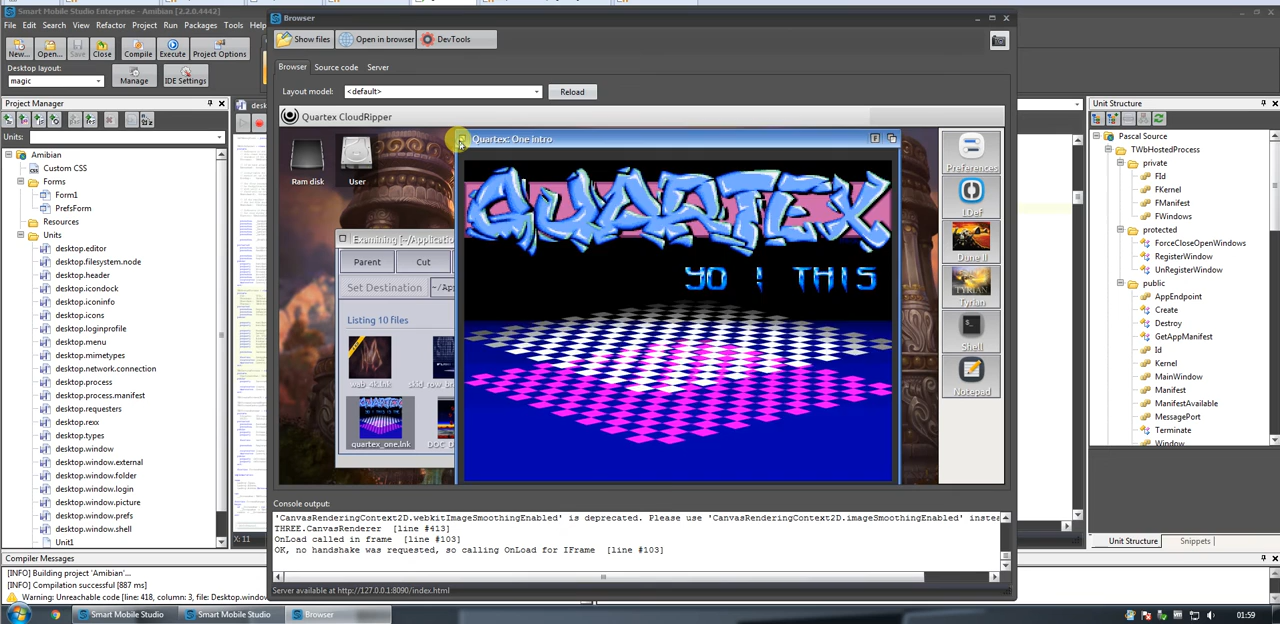 Smart Mobile Studio Enterprise - Amibian - [2.2.0.4442]
File Edit Search View Refactor Project Run Packages Tools
New... Open... Save Close Compile Execute Project Options
Desktop layout:
magic
Manage IDE Settings
Project Manager
Units:
Amibian
Custom CSS
Forms
Form1
PrefsForm
Resources
Units
desktop.editor
desktop.filesystem.node
desktop.header
desktop.icondock
desktop.iconinfo
desktop.icons
desktop.loginprofile
desktop.menu
desktop.mimetypes
desktop.network.connection
desktop.process
desktop.process.manifest
desktop.requesters
desktop.rexx
desktop.types
desktop.window
desktop.window.external
desktop.window.folder
desktop.window.login
desktop.window.picture
desktop.window.prefs
desktop.window.shell
Unit1
X: 11
Browser
Show files Open in browser DevTools
Browser Source code Server
Layout model:
<default>
Reload
Quartex CloudRipper
Ram disk
User
Quartex: One intro
QUARTEX
SO THIS
Examining [~/Applicatio
Parent Cut
Set Destination
Listing 10 files
quartex_one.ln
Preferences
Def
Dune II
Tyrian
Shell
Notepad
Console output:
'CanvasRenderingContext2D.webkitImageSmoothingEnabled' is deprecated. Please use 'CanvasRenderingContext2D.imageSmoothingEnabled' inste
THREE.CanvasRenderer [line #413]
OnLoad called in frame [line #103]
OK, no handshake was requested, so calling OnLoad for IFrame [line #103]
Server available at http://127.0.0.1:8090/index.html
Unit Structure
Pascal Source
TWbHostedProcess
private
FId
FKernel
FManifest
FWindows
protected
ForceCloseOpenWindows
RegisterWindow
UnRegisterWindow
public
AppEndpoint
Create
Destroy
GetAppManifest
Id
Kernel
MainWindow
Manifest
ManifestAvailable
MessagePort
Terminate
Window
Unit Structure Snippets
Compiler Messages
[INFO] Building project 'Amibian'...
[INFO] Compilation successful [887 ms]
Warning: Unreachable code [line: 418, column: 3, file: Desktop.windo
Smart Mobile Studio Smart Mobile Studio Browser
01:59